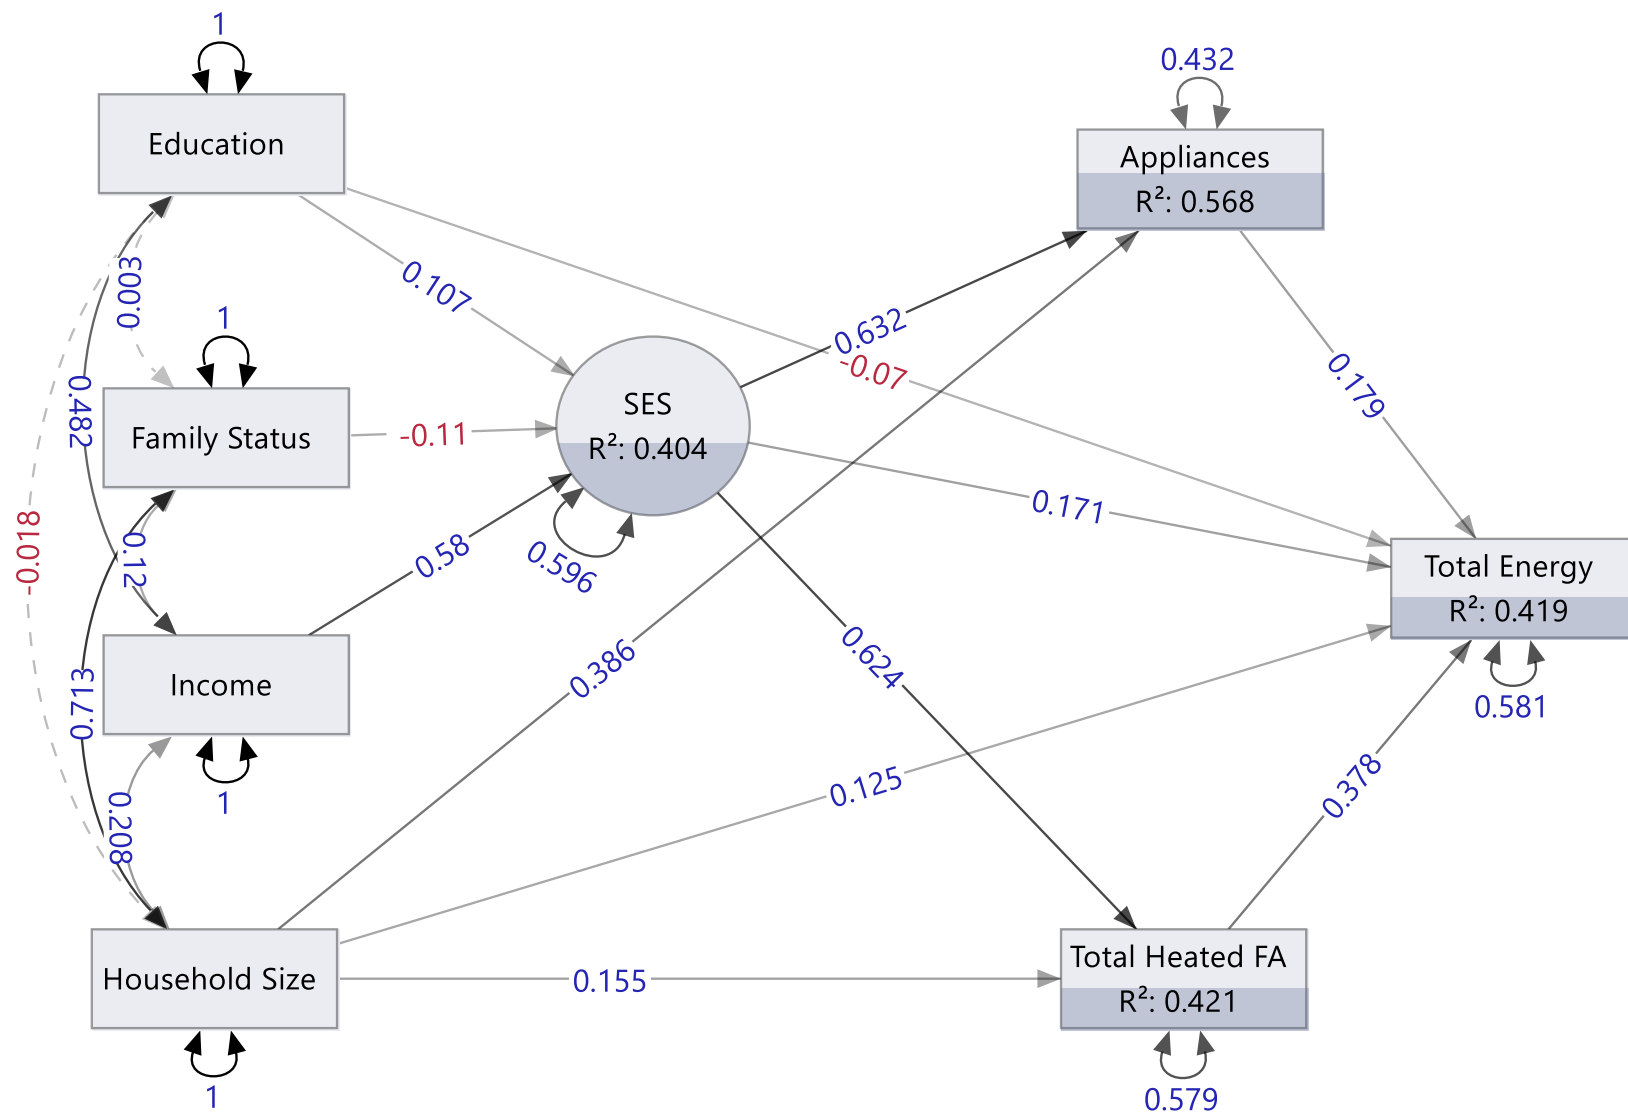 1
Education
0.003
0.482
-0.018
1
Family Status
0.12
0.713
Income
1
0.208
Household Size
1
0.107
-0.11
0.58
SES
R²: 0.404
0.596
0.632
-0.07
0.171
0.386
0.624
0.125
0.155
0.432
Appliances
R²: 0.568
0.179
Total Energy
R²: 0.419
0.581
0.378
Total Heated FA
R²: 0.421
0.579